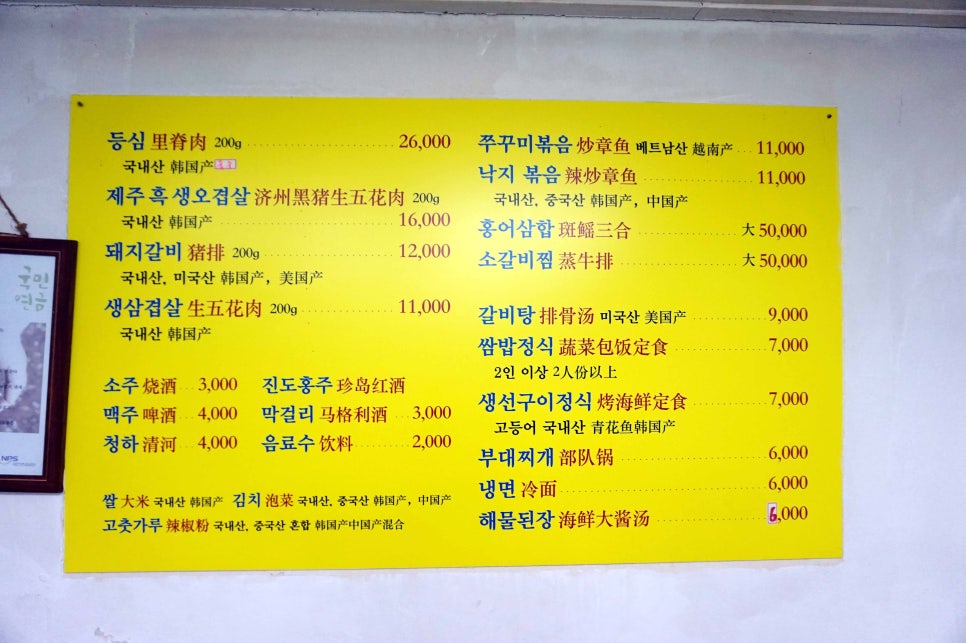 등심 里脊肉 200g 26,000
국내산 韩国产
제주 흑 생오겹살 济州黑猪生五花肉 200g
국내산 韩国产 16,000
돼지갈비 猪排 200g 12,000
국내산, 미국산 韩国产，美国产
생삼겹살 生五花肉 200g 11,000
국내산 韩国产
소주 烧酒 3,000 진도홍주 珍岛红酒
맥주 啤酒 4,000 막걸리 马格利酒 3,000
청하 清河 4,000 음료수 饮料 2,000
쌀 大米 국내산 韩国产 김치 泡菜 국내산, 중국산 韩国产，中国产
고춧가루 辣椒粉 국내산, 중국산 혼합 韩国产中国产混合
쭈꾸미볶음 炒章鱼 베트남산 越南产 11,000
낙지 볶음 辣炒章鱼 11,000
국내산, 중국산 韩国产，中国产
홍어삼합 斑鳐三合 大 50,000
소갈비찜 蒸牛排 大 50,000
갈비탕 排骨汤 미국산 美国产 9,000
쌈밥정식 蔬菜包饭定食 7,000
2인 이상 2人份以上
생선구이정식 烤海鲜定食 7,000
고등어 국내산 青花鱼韩国产
부대찌개 部队锅 6,000
냉면 冷面 6,000
해물된장 海鲜大酱汤 6,000
국민
연금
NPS